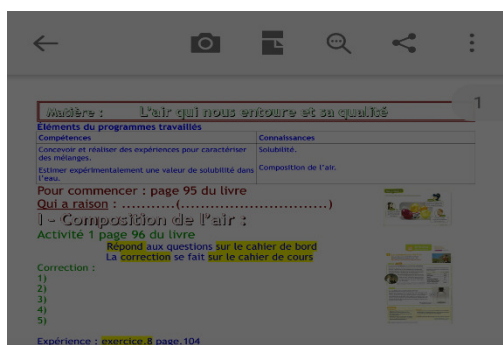 1
Matière : L'air qui nous entoure et sa qualité
Éléments du programmes travaillés
Compétences Connaissances
Concevoir et réaliser des expériences pour caractériser des mélanges. Solubilité.
Estimer expérimentalement une valeur de solubilité dans l'eau. Composition de l'air.
Pour commencer : page 95 du livre
Qui a raison : ...........(..............................)
I - Composition de l'air :
Activité 1 page 96 du livre
Répond aux questions sur le cahier de bord
La correction se fait sur le cahier de cours
Correction :
1)
2)
3)
4)
5)
Expérience : exercice.8 page.104